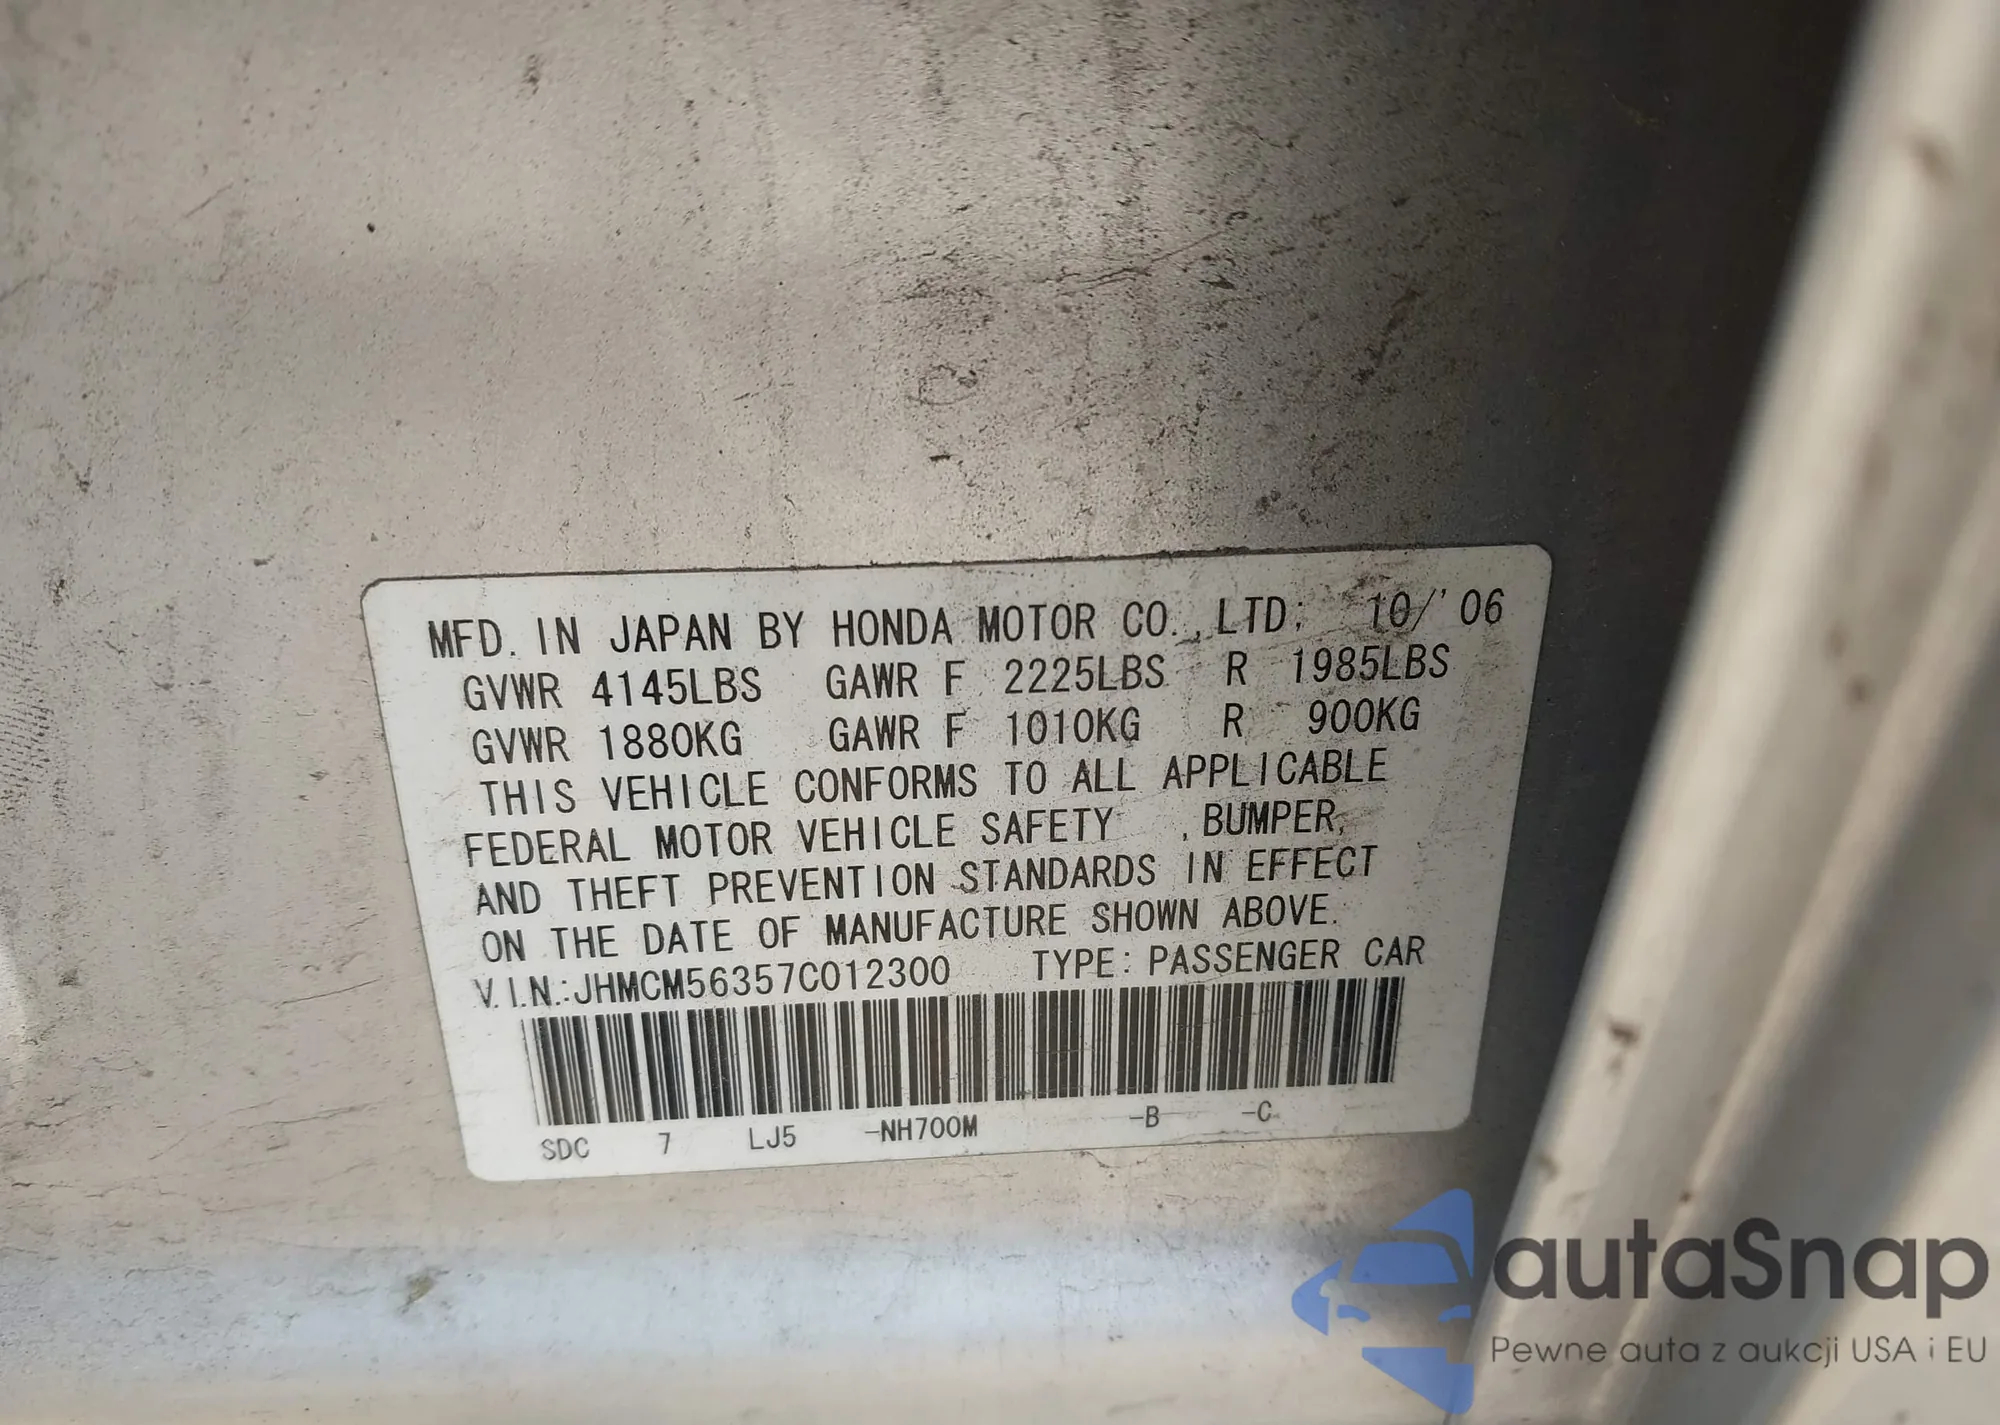 MFD. IN JAPAN BY HONDA MOTOR CO.,LTD; 10/'06
GVWR 4145LBS GAWR F 2225LBS R 1985LBS
GVWR 1880KG GAWR F 1010KG R 900KG
THIS VEHICLE CONFORMS TO ALL APPLICABLE
FEDERAL MOTOR VEHICLE SAFETY ,BUMPER,
AND THEFT PREVENTION STANDARDS IN EFFECT
ON THE DATE OF MANUFACTURE SHOWN ABOVE.
V.I.N.:JHMCM56357C012300 TYPE: PASSENGER CAR
SDC 7 LJ5 -NH700M -B -C
autaSnap
Pewne auta z aukcji USA i EU